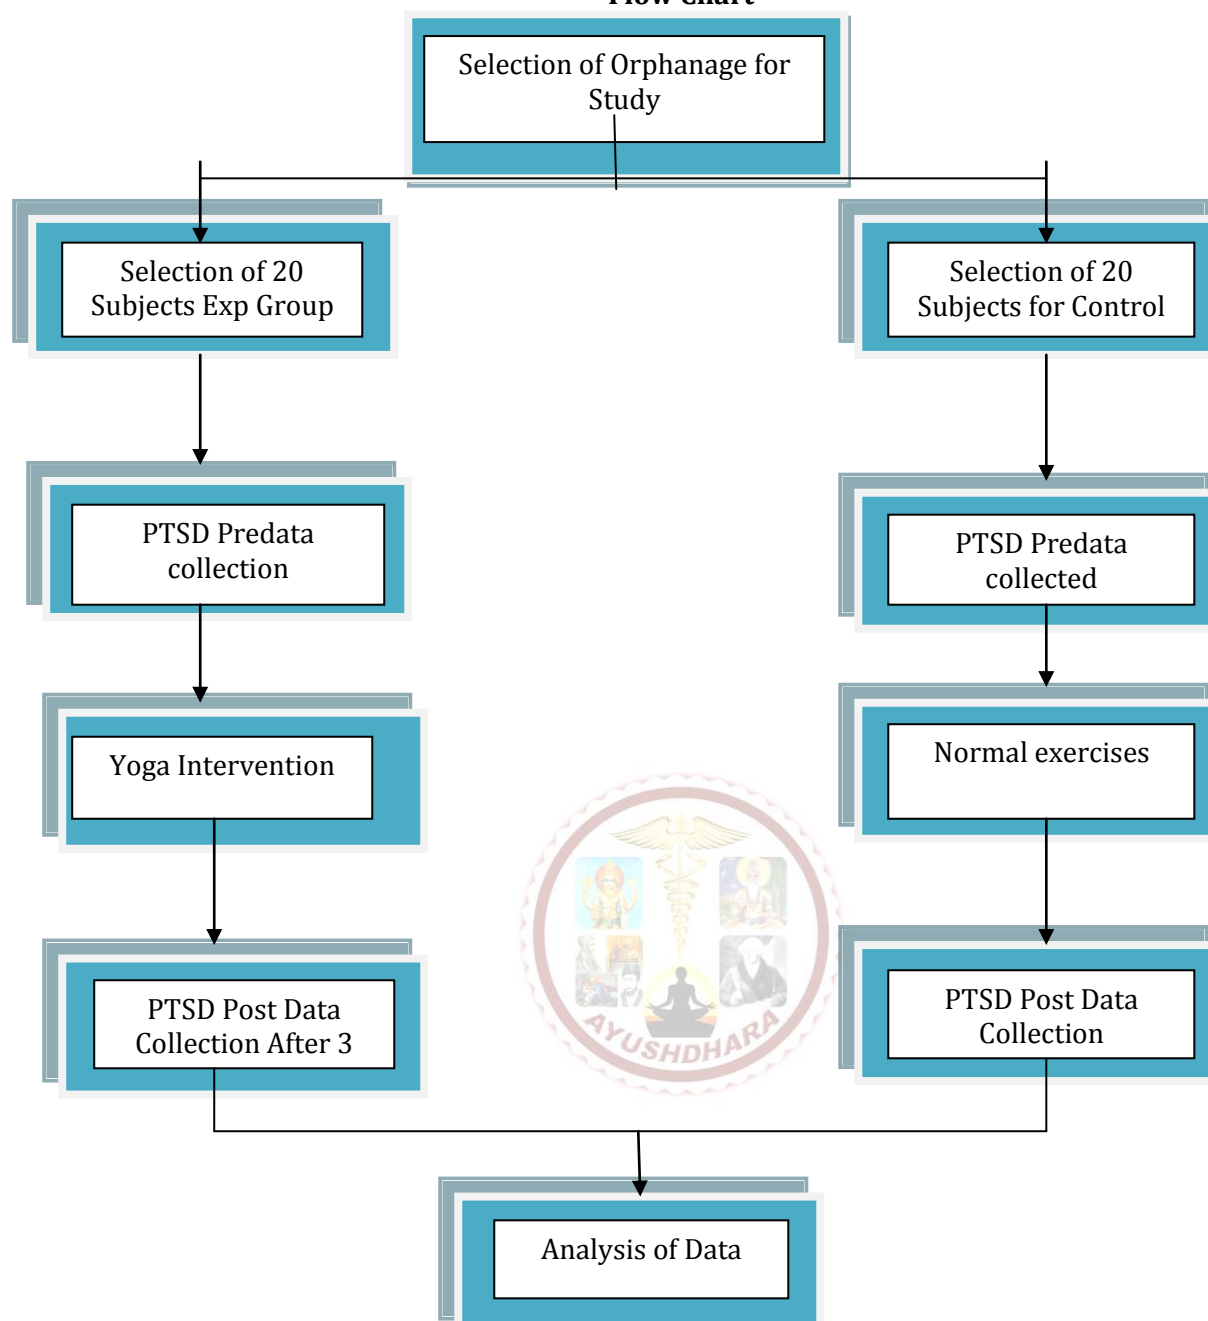 Flow Chart
Selection of Orphanage for
Study
Selection of 20
Subjects Exp Group
Selection of 20
Subjects for Control
PTSD Predata
collection
PTSD Predata
collected
Yoga Intervention
Normal exercises
PTSD Post Data
Collection After 3
PTSD Post Data
Collection
AYUSHDHARA
Analysis of Data